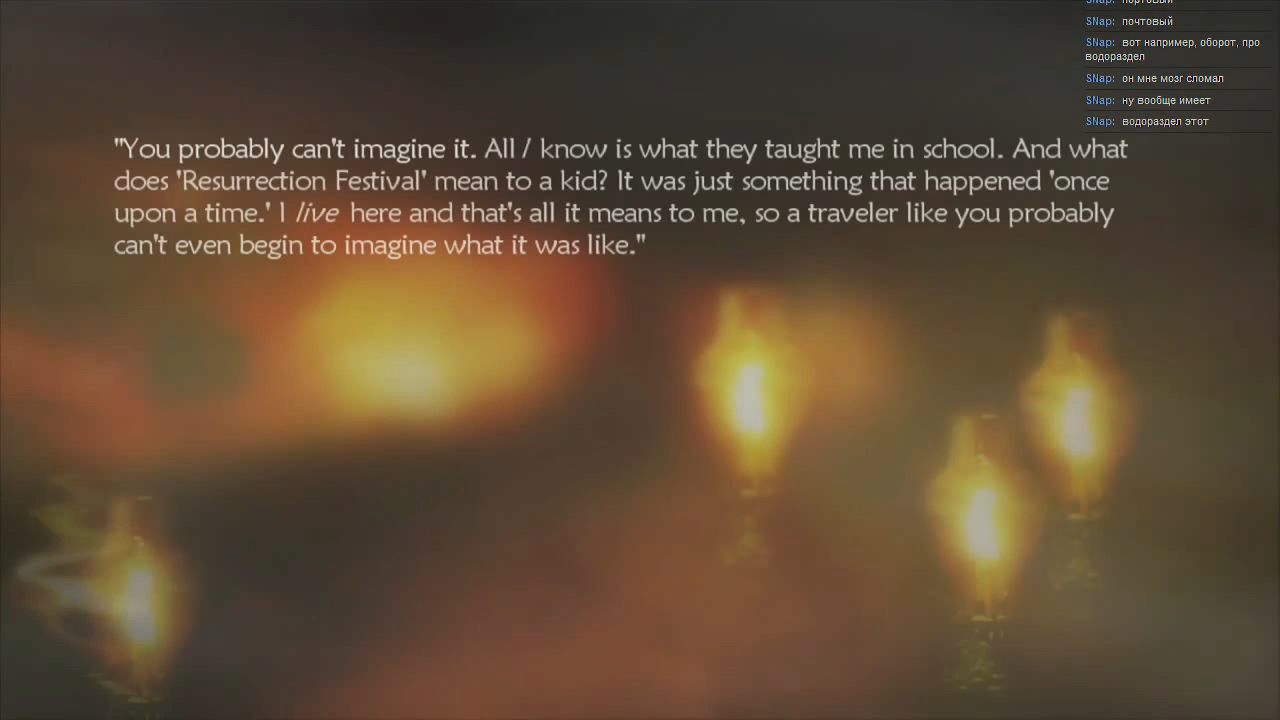 SNap: портовый
SNap: почтовый
SNap: вот например, оборот, про
водораздел
SNap: он мне мозг сломал
SNap: ну вообще имеет
SNap: водораздел этот
"You probably can't imagine it. All I know is what they taught me in school. And what
does 'Resurrection Festival' mean to a kid? It was just something that happened 'once
upon a time.' I live here and that's all it means to me, so a traveler like you probably
can't even begin to imagine what it was like."